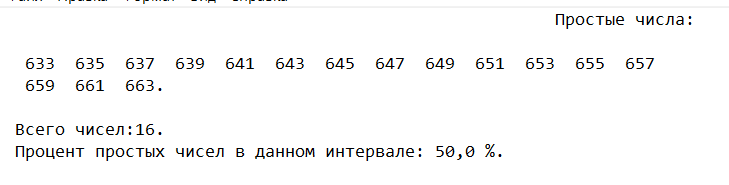 Простые числа:
633 635 637 639 641 643 645 647 649 651 653 655 657
659 661 663.
Всего чисел:16.
Процент простых чисел в данном интервале: 50,0 %.